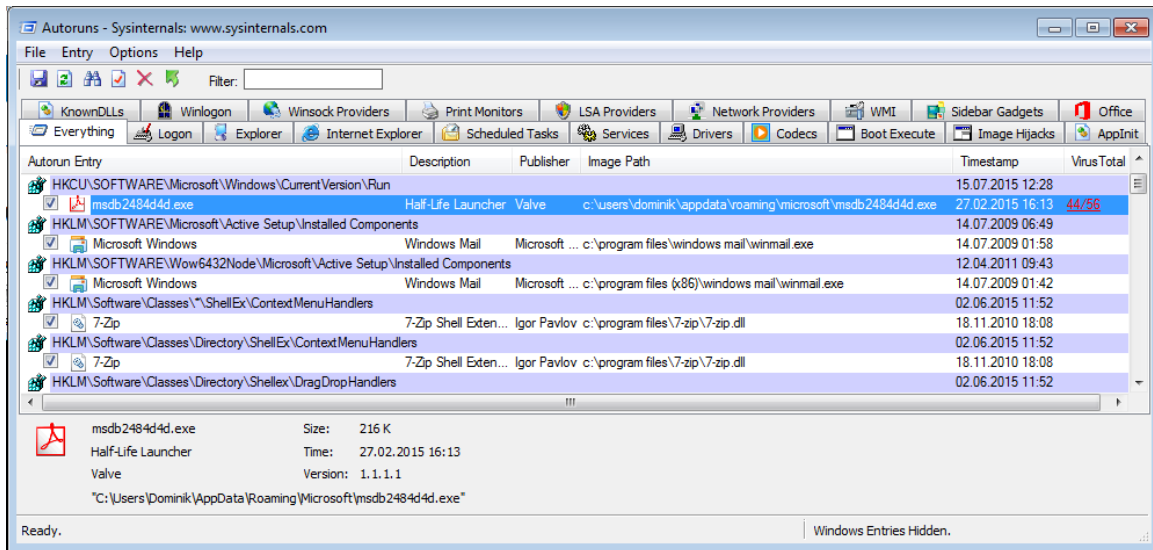 Autoruns - Sysinternals: www.sysinternals.com
File Entry Options Help
Filter:
KnownDLLs Winlogon Winsock Providers Print Monitors LSA Providers Network Providers WMI Sidebar Gadgets Office
Everything Logon Explorer Internet Explorer Scheduled Tasks Services Drivers Codecs Boot Execute Image Hijacks AppInit
Autorun Entry Description Publisher Image Path Timestamp VirusTotal
HKCU\SOFTWARE\Microsoft\Windows\CurrentVersion\Run 15.07.2015 12:28
msdb2484d4d.exe Half-Life Launcher Valve c:\users\dominik\appdata\roaming\microsoft\msdb2484d4d.exe 27.02.2015 16:13 44/56
HKLM\SOFTWARE\Microsoft\Active Setup\Installed Components 14.07.2009 06:49
Microsoft Windows Windows Mail Microsoft ... c:\program files\windows mail\winmail.exe 14.07.2009 01:58
HKLM\SOFTWARE\Wow6432Node\Microsoft\Active Setup\Installed Components 12.04.2011 09:43
Microsoft Windows Windows Mail Microsoft ... c:\program files (x86)\windows mail\winmail.exe 14.07.2009 01:42
HKLM\Software\Classes\*\ShellEx\ContextMenuHandlers 02.06.2015 11:52
7-Zip 7-Zip Shell Exten... Igor Pavlov c:\program files\7-zip\7-zip.dll 18.11.2010 18:08
HKLM\Software\Classes\Directory\ShellEx\ContextMenuHandlers 02.06.2015 11:52
7-Zip 7-Zip Shell Exten... Igor Pavlov c:\program files\7-zip\7-zip.dll 18.11.2010 18:08
HKLM\Software\Classes\Directory\Shellex\DragDropHandlers 02.06.2015 11:52
msdb2484d4d.exe Size: 216 K
Half-Life Launcher Time: 27.02.2015 16:13
Valve Version: 1.1.1.1
"C:\Users\Dominik\AppData\Roaming\Microsoft\msdb2484d4d.exe"
Ready. Windows Entries Hidden.